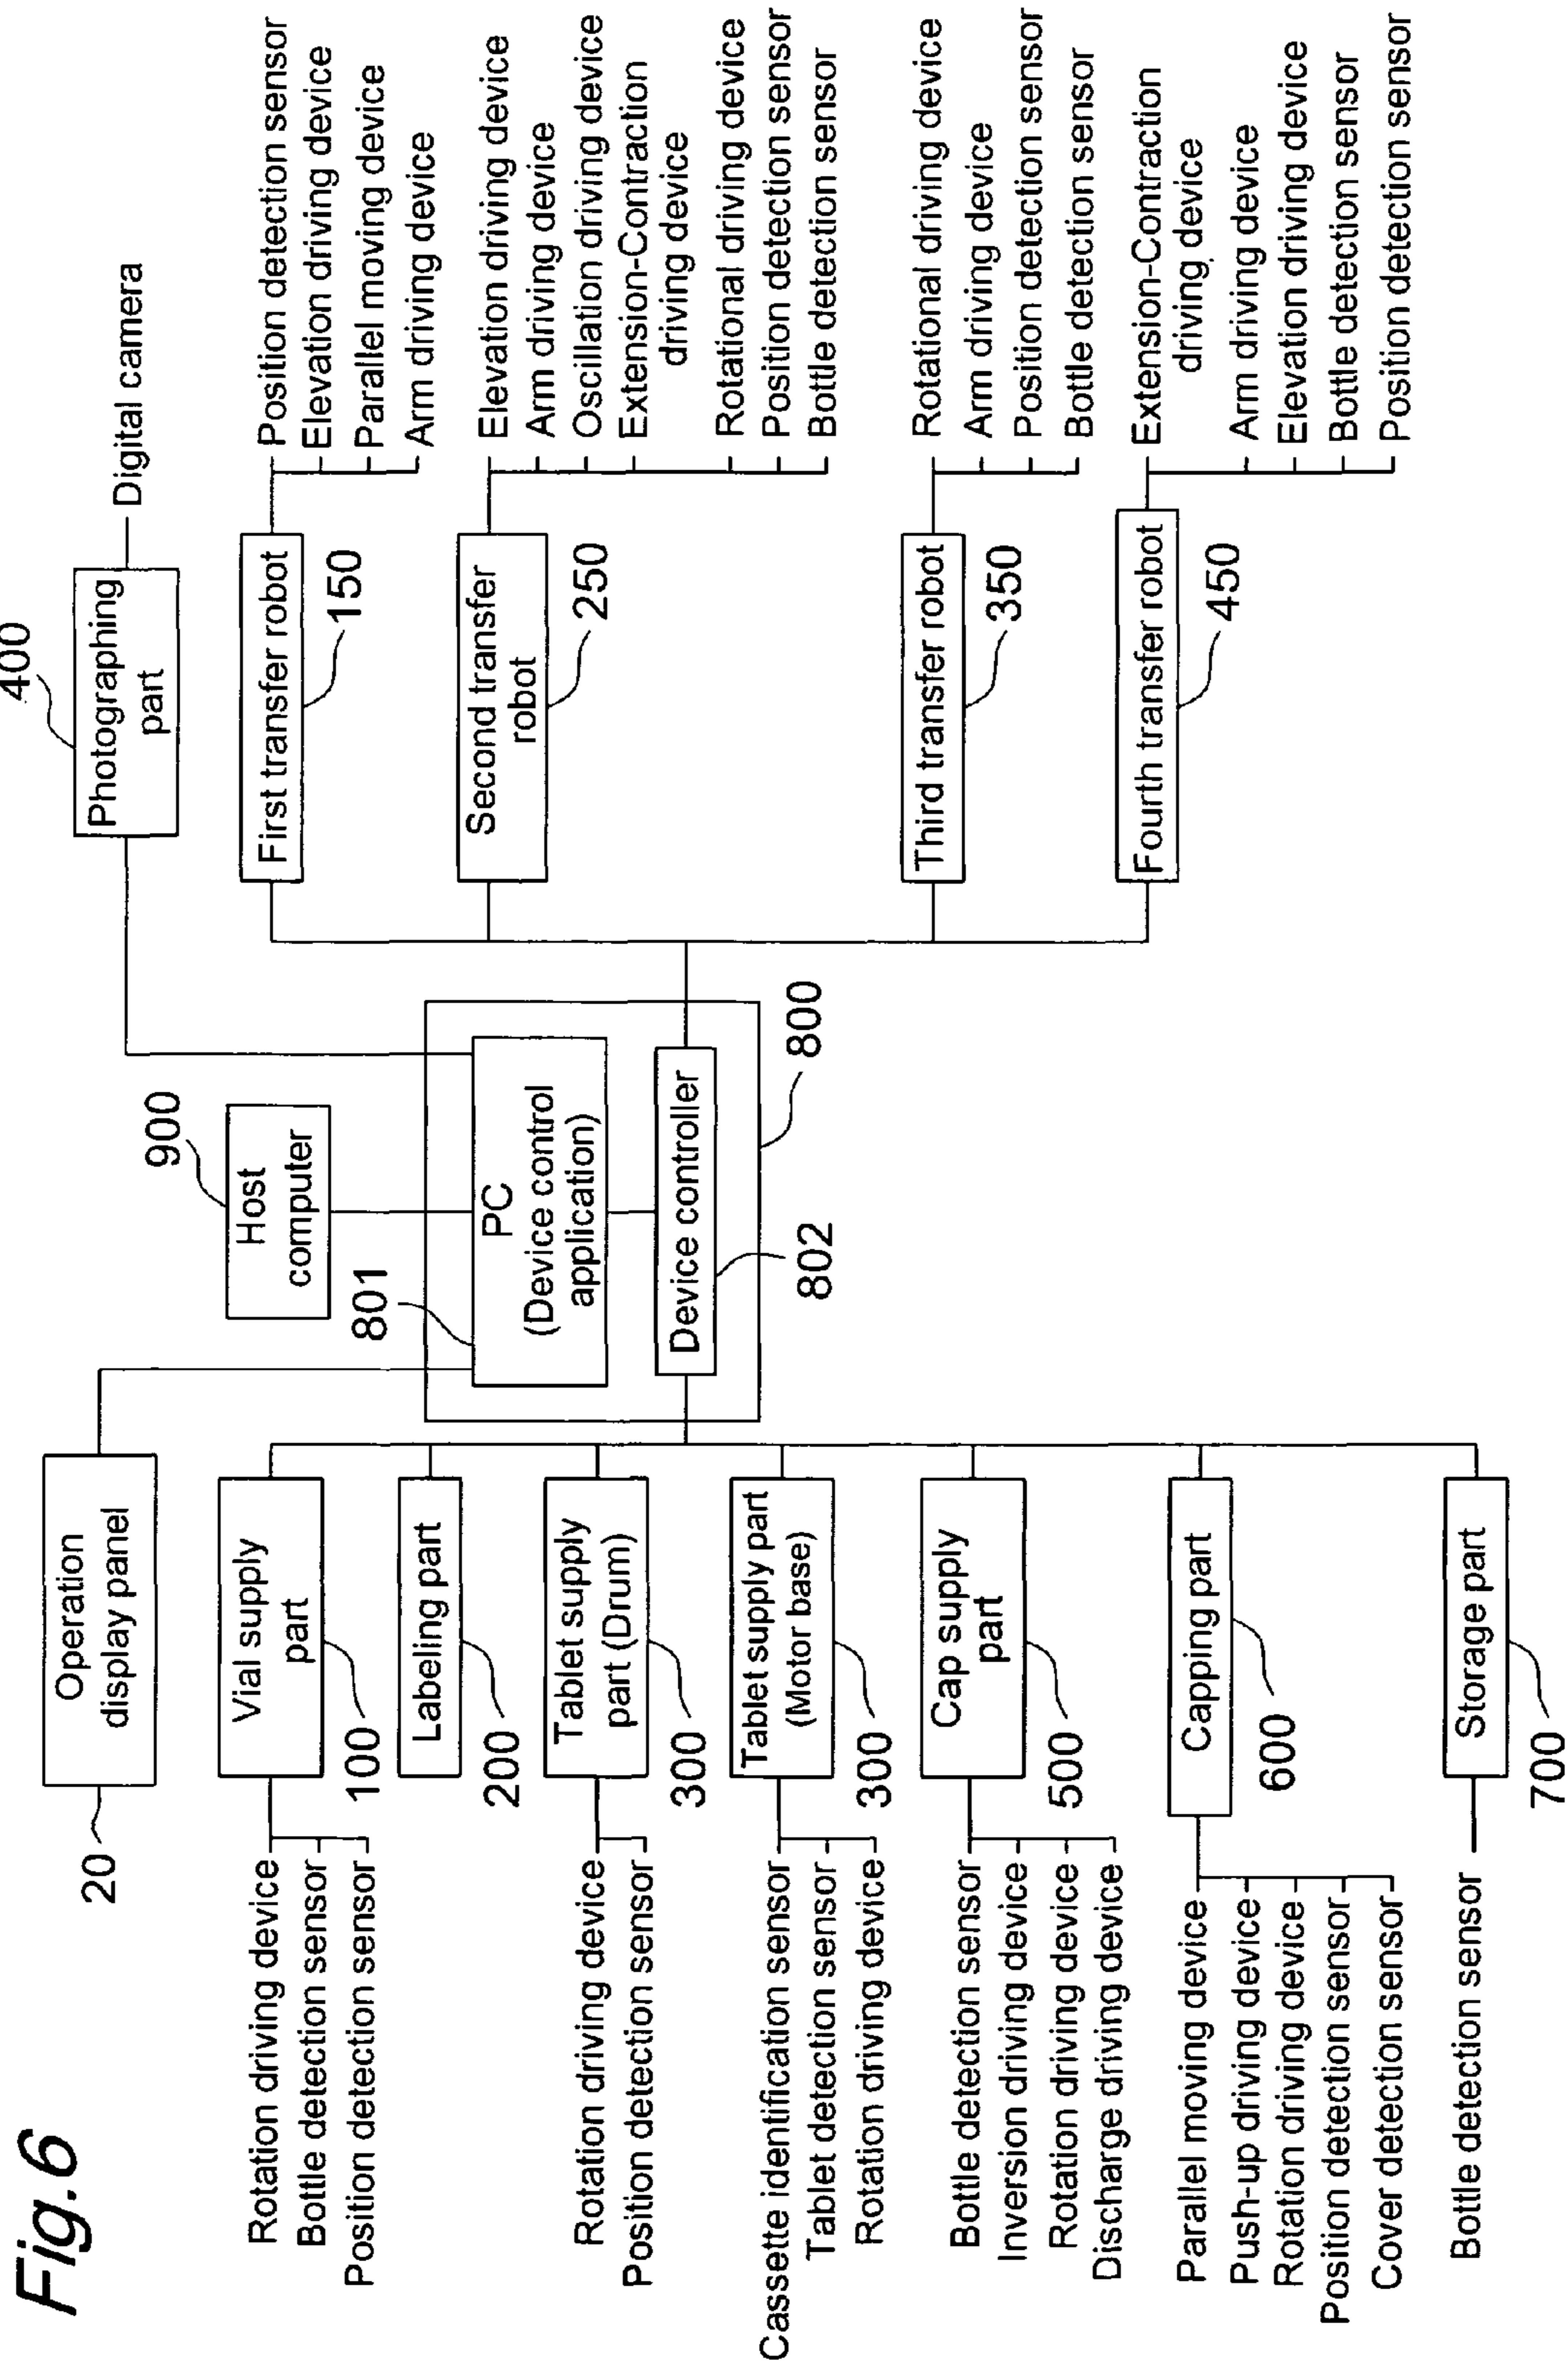 Fig.6
20
Operation
display panel
900
Host
computer
400
Photographing
part
Digital camera
801
PC
(Device control
application)
Device controller
802
800
Rotation driving device
Bottle detection sensor
Position detection sensor
Vial supply
part
100
Labeling part
200
Rotation driving device
Position detection sensor
Tablet supply
part (Drum)
300
Cassette identification sensor
Tablet detection sensor
Rotation driving device
Tablet supply part
(Motor base)
300
Bottle detection sensor
Inversion driving device
Rotation driving device
Discharge driving device
Cap supply
part
500
Parallel moving device
Push-up driving device
Rotation driving device
Position detection sensor
Cover detection sensor
Capping part
600
Bottle detection sensor
Storage part
700
First transfer robot
150
Position detection sensor
Elevation driving device
Parallel moving device
Arm driving device
Second transfer
robot
250
Elevation driving device
Arm driving device
Oscillation driving device
Extension-Contraction
driving device
Rotational driving device
Position detection sensor
Bottle detection sensor
Third transfer robot
350
Rotational driving device
Arm driving device
Position detection sensor
Bottle detection sensor
Fourth transfer robot
450
Extension-Contraction
driving device
Arm driving device
Elevation driving device
Bottle detection sensor
Position detection sensor